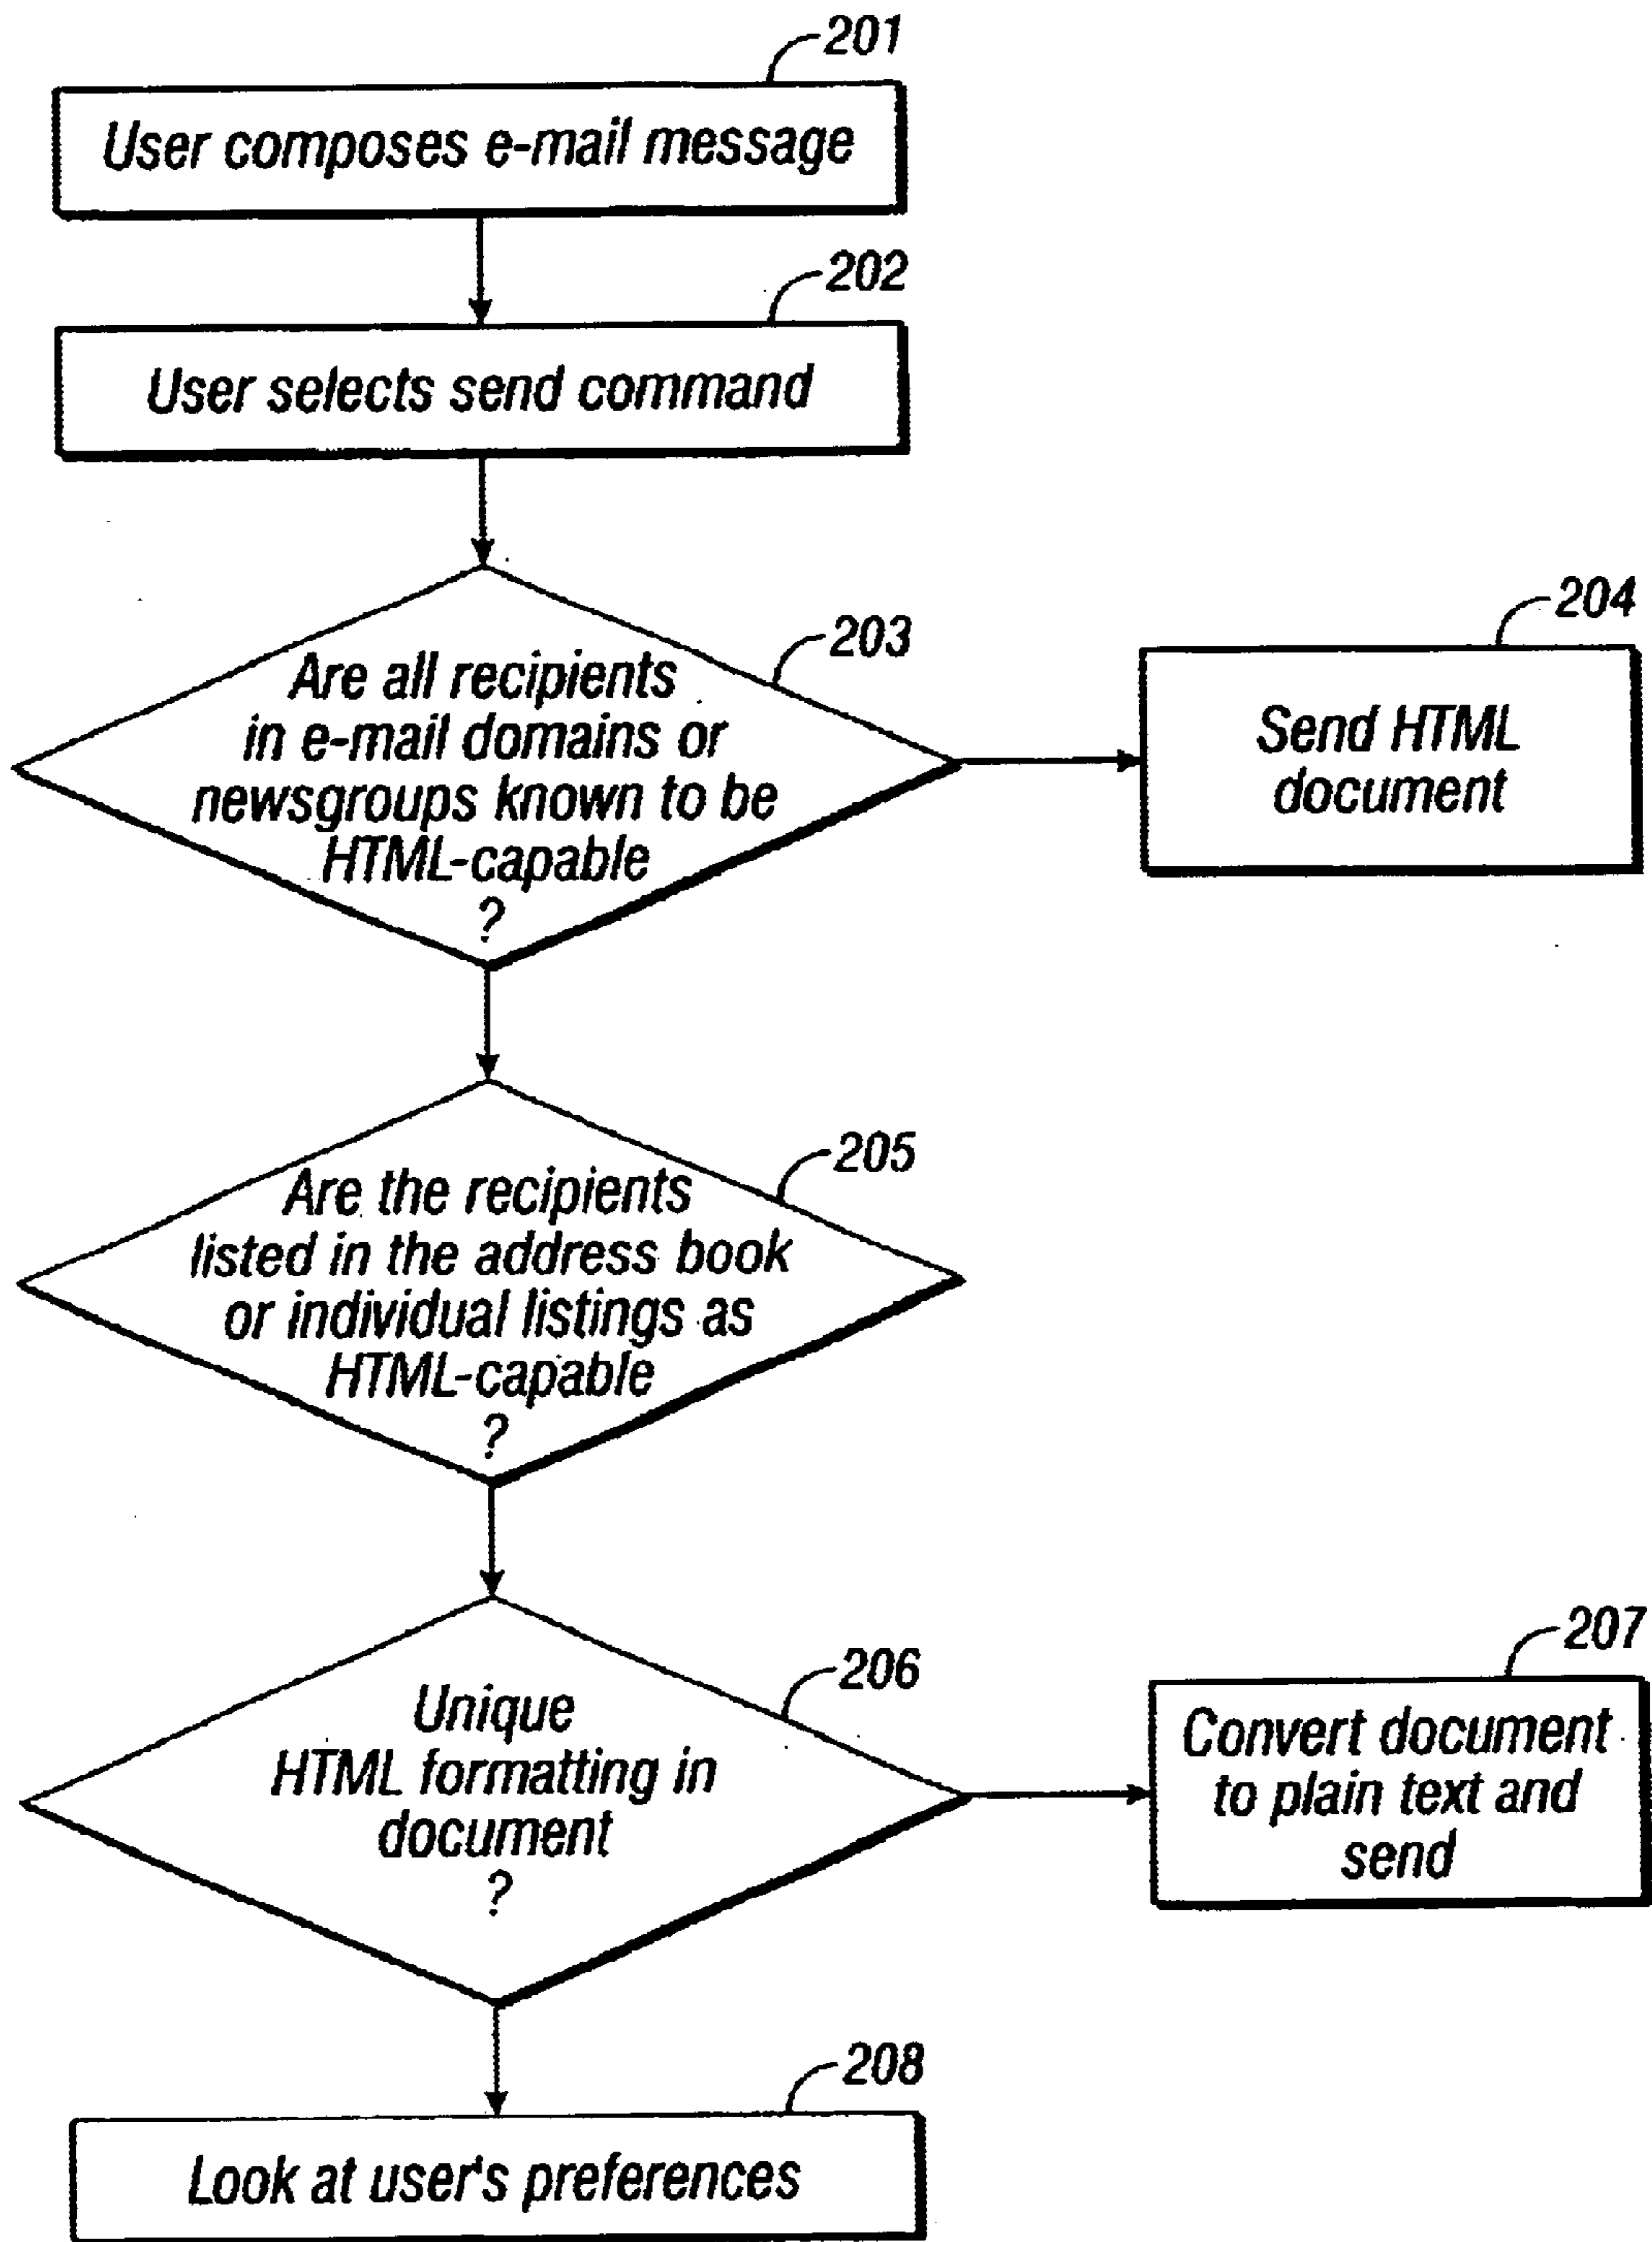 201
User composes e-mail message
202
User selects send command
203
Are all recipients
in e-mail domains or
newsgroups known to be
HTML-capable
?
204
Send HTML
document
205
Are the recipients
listed in the address book
or individual listings as
HTML-capable
?
206
Unique
HTML formatting in
document
?
207
Convert document
to plain text and
send
208
Look at user's preferences